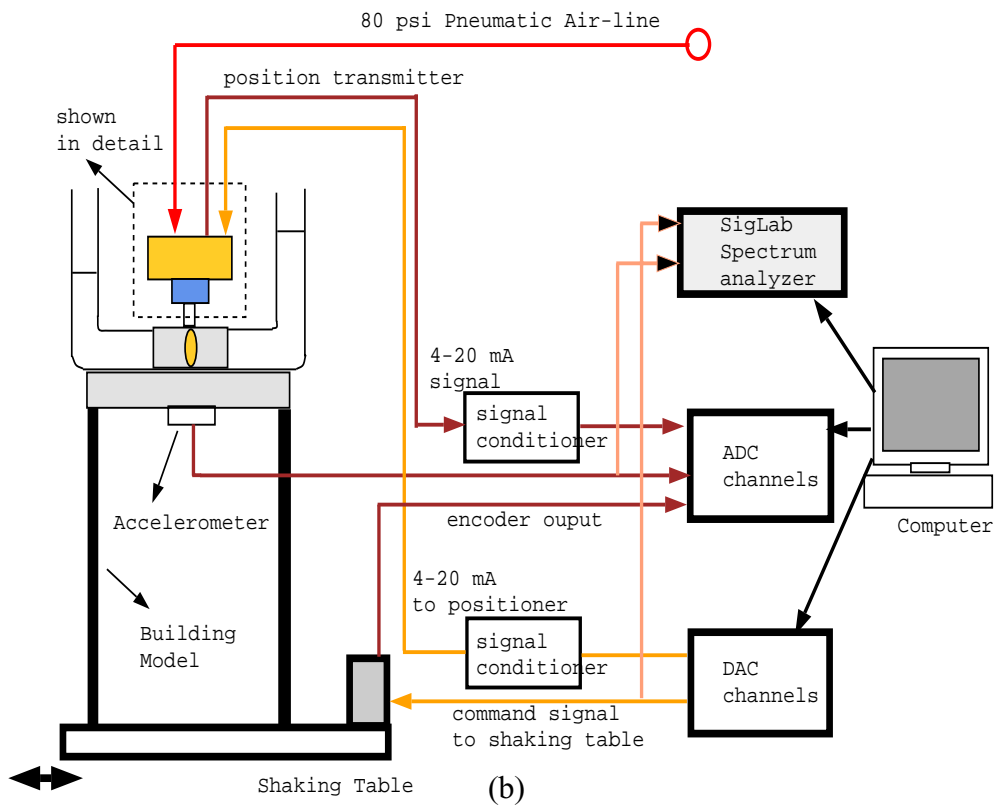 80 psi Pneumatic Air-line
position transmitter
shown
in detail
SigLab
Spectrum
analyzer
4-20 mA
signal
signal
conditioner
ADC
channels
Accelerometer
encoder ouput
Computer
4-20 mA
to positioner
Building
Model
signal
conditioner
DAC
channels
command signal
to shaking table
Shaking Table
(b)